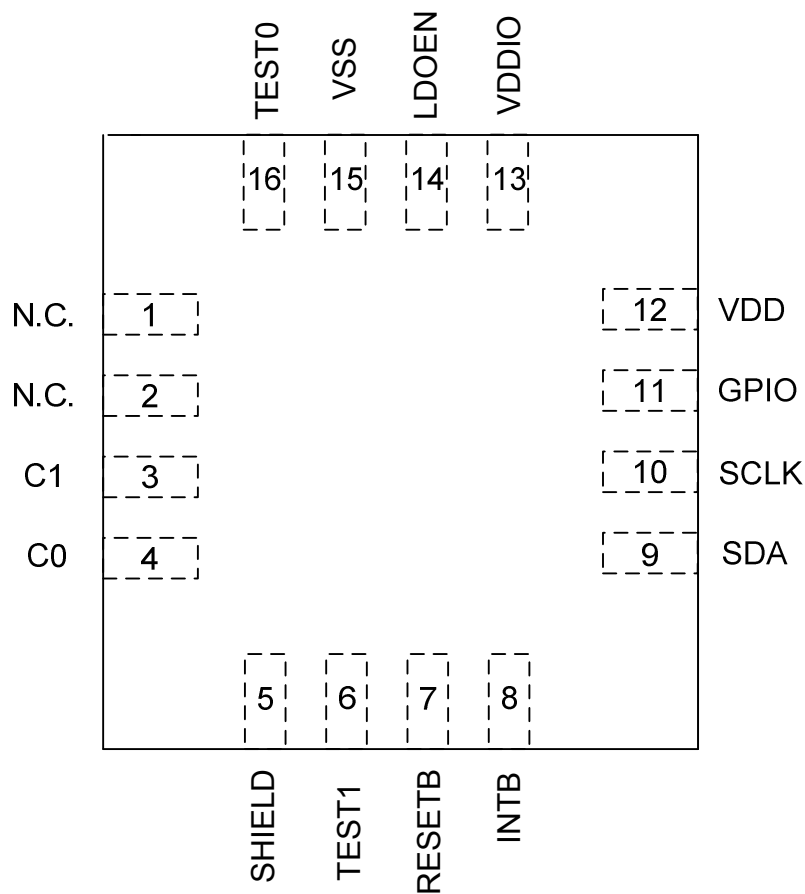 TEST0
VSS
LDOEN
VDDIO
16
15
14
13
N.C.
1
12
VDD
N.C.
2
11
GPIO
C1
3
10
SCLK
C0
4
9
SDA
5
6
7
8
SHIELD
TEST1
RESETB
INTB